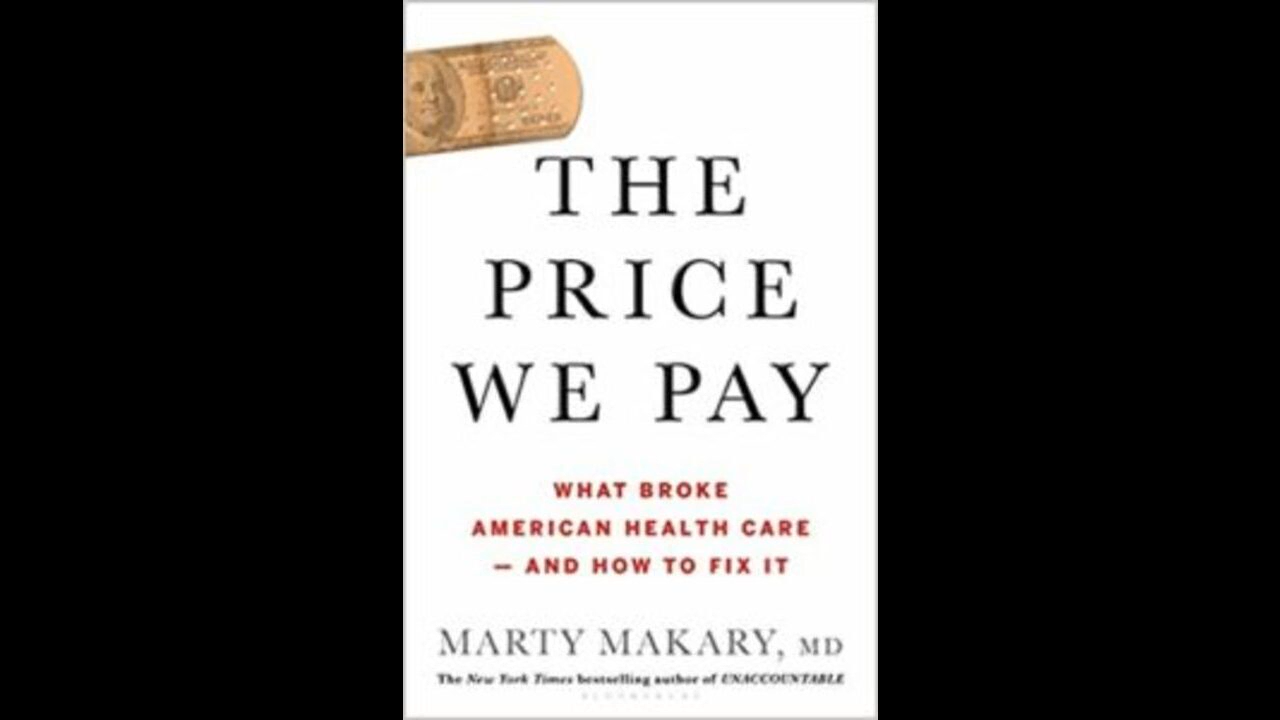 THE
PRICE
WE PAY
WHAT BROKE
AMERICAN HEALTH CARE
— AND HOW TO FIX IT
MARTY MAKARY, MD
The New York Times bestselling author of UNACCOUNTABLE